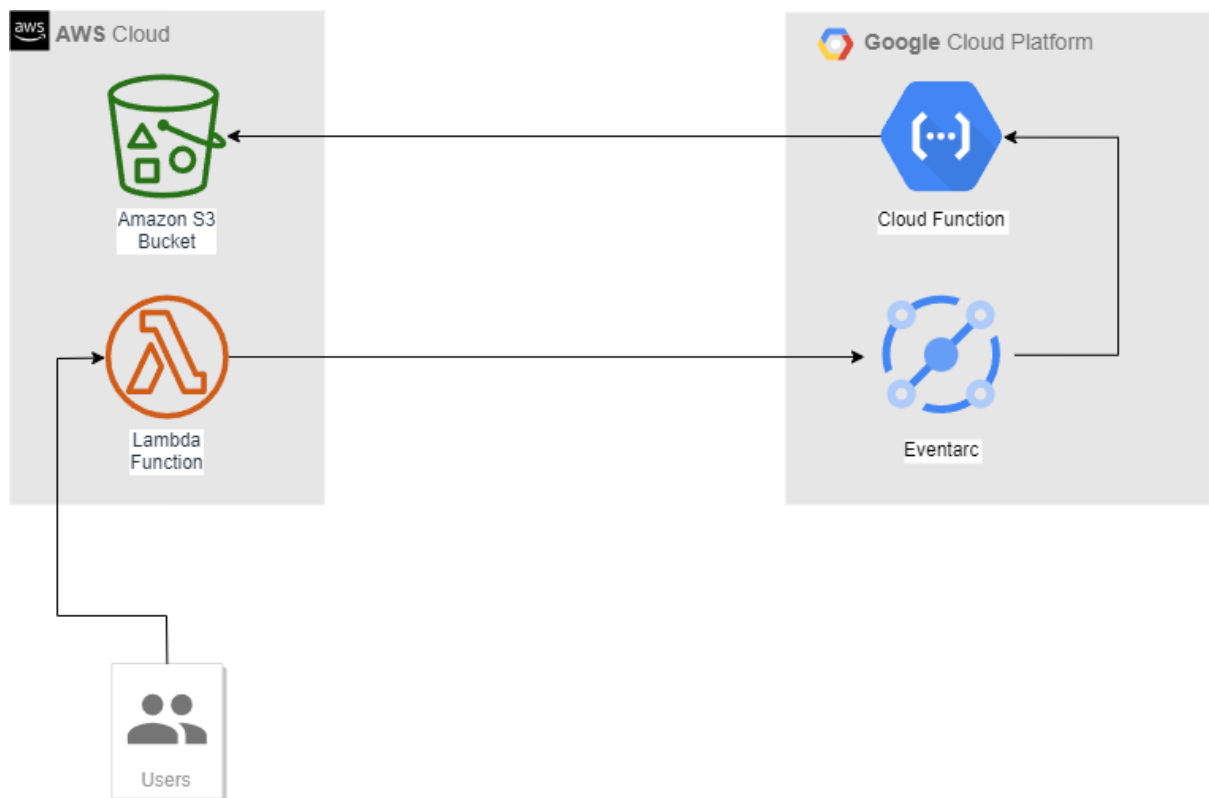 aws
AWS Cloud
Google Cloud Platform
Amazon S3
Bucket
Cloud Function
Lambda
Function
Eventarc
Users